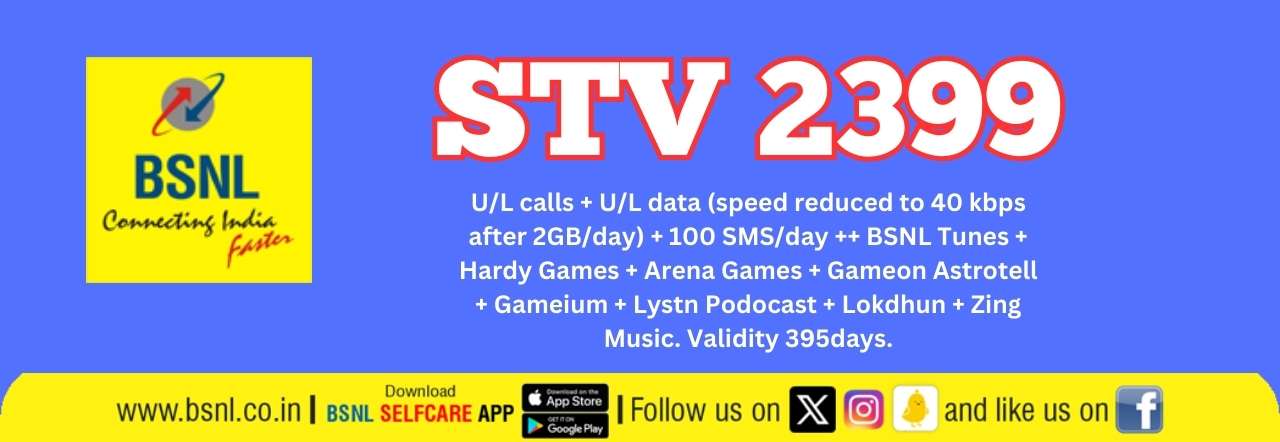 BSNL
Connecting India
Faster
STV 2399
U/L calls + U/L data (speed reduced to 40 kbps
after 2GB/day) + 100 SMS/day ++ BSNL Tunes +
Hardy Games + Arena Games + Gameon Astrotell
+ Gameium + Lystn Podocast + Lokdhun + Zing
Music. Validity 395days.
www.bsnl.co.in | Download BSNL SELFCARE APP Download on the App Store GET IT ON Google Play | Follow us on X and like us on f